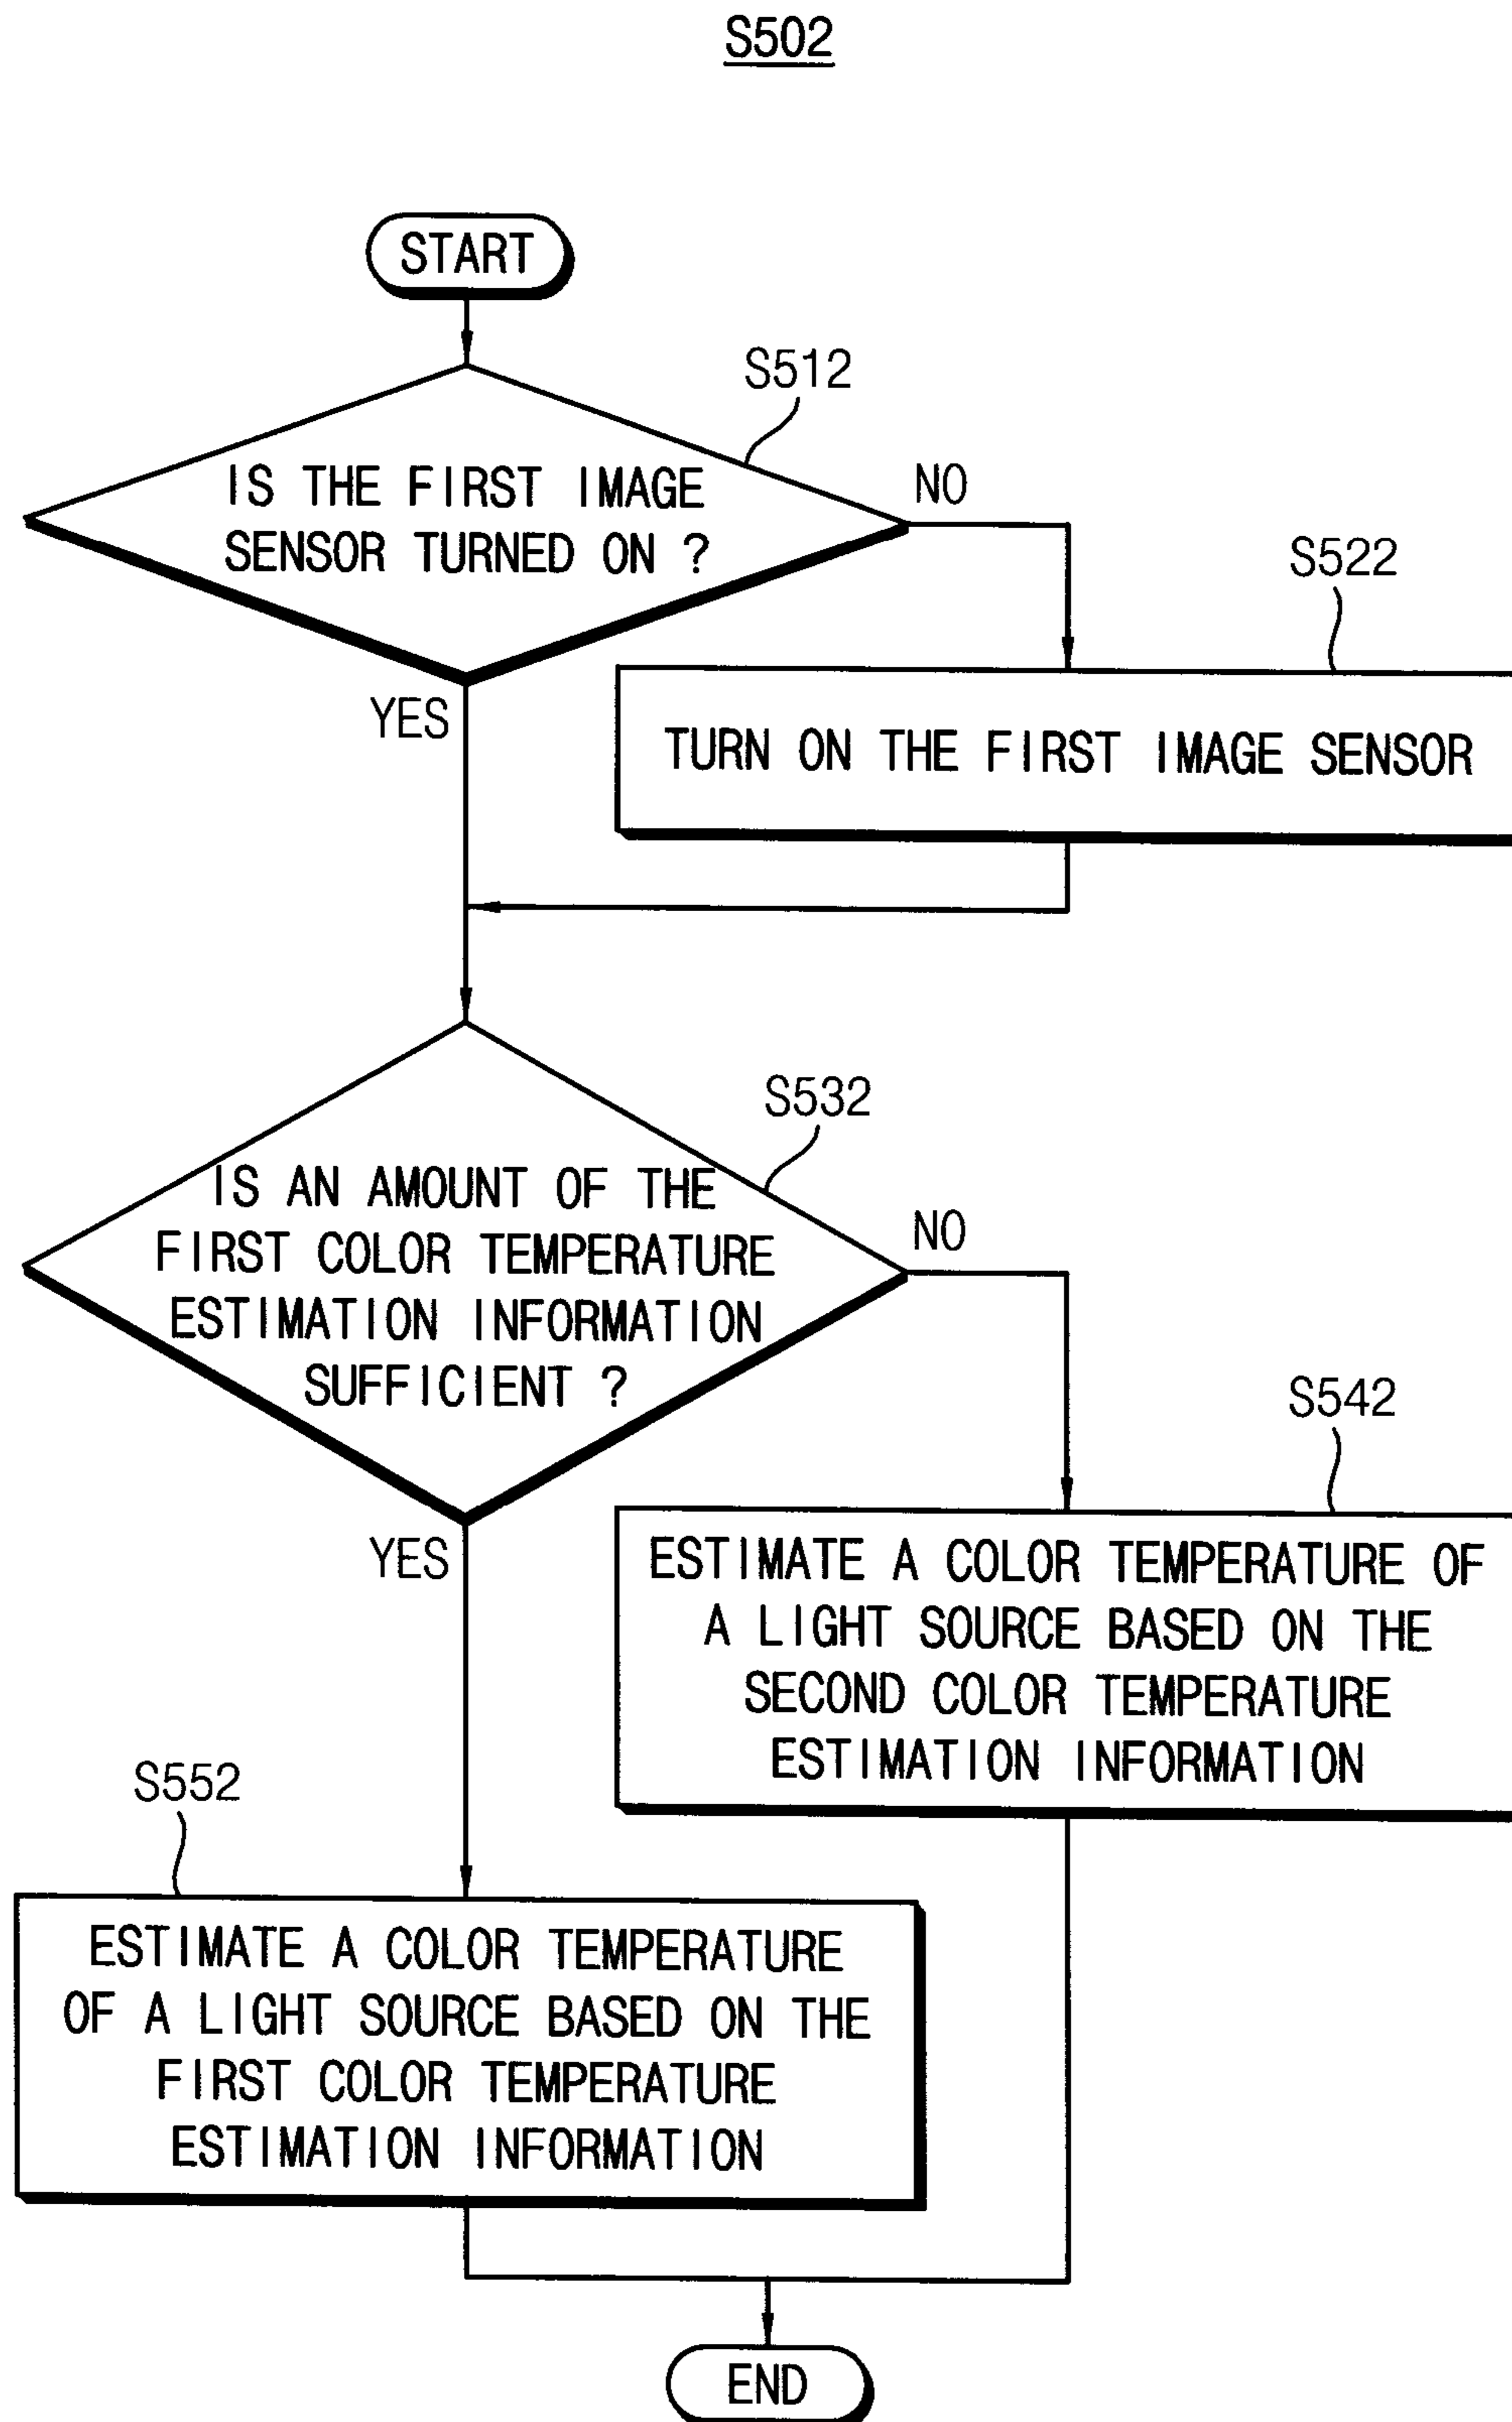 S502
START
S512
IS THE FIRST IMAGE
SENSOR TURNED ON ?
NO
S522
YES
TURN ON THE FIRST IMAGE SENSOR
S532
IS AN AMOUNT OF THE
FIRST COLOR TEMPERATURE
ESTIMATION INFORMATION
SUFFICIENT ?
NO
S542
YES
ESTIMATE A COLOR TEMPERATURE OF
A LIGHT SOURCE BASED ON THE
SECOND COLOR TEMPERATURE
ESTIMATION INFORMATION
S552
ESTIMATE A COLOR TEMPERATURE
OF A LIGHT SOURCE BASED ON THE
FIRST COLOR TEMPERATURE
ESTIMATION INFORMATION
END